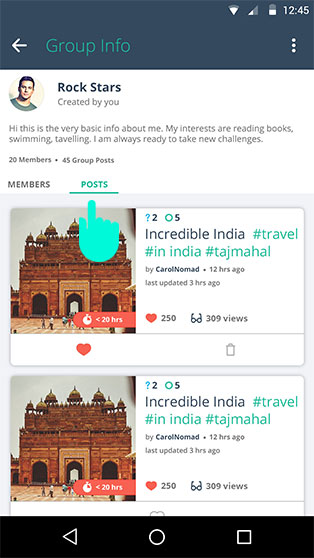 12:45
Group Info
Rock Stars
Created by you
Hi this is the very basic info about me. My interests are reading books,
swimming, tavelling. I am always ready to take new challenges.
20 Members • 45 Group Posts
MEMBERS POSTS
? 2 5
Incredible India #travel
#in india #tajmahal
by CarolNomad • 12 hrs ago
last updated 3 hrs ago
< 20 hrs
250 309 views
? 2 5
Incredible India #travel
#in india #tajmahal
by CarolNomad • 12 hrs ago
last updated 3 hrs ago
< 20 hrs
250 309 views